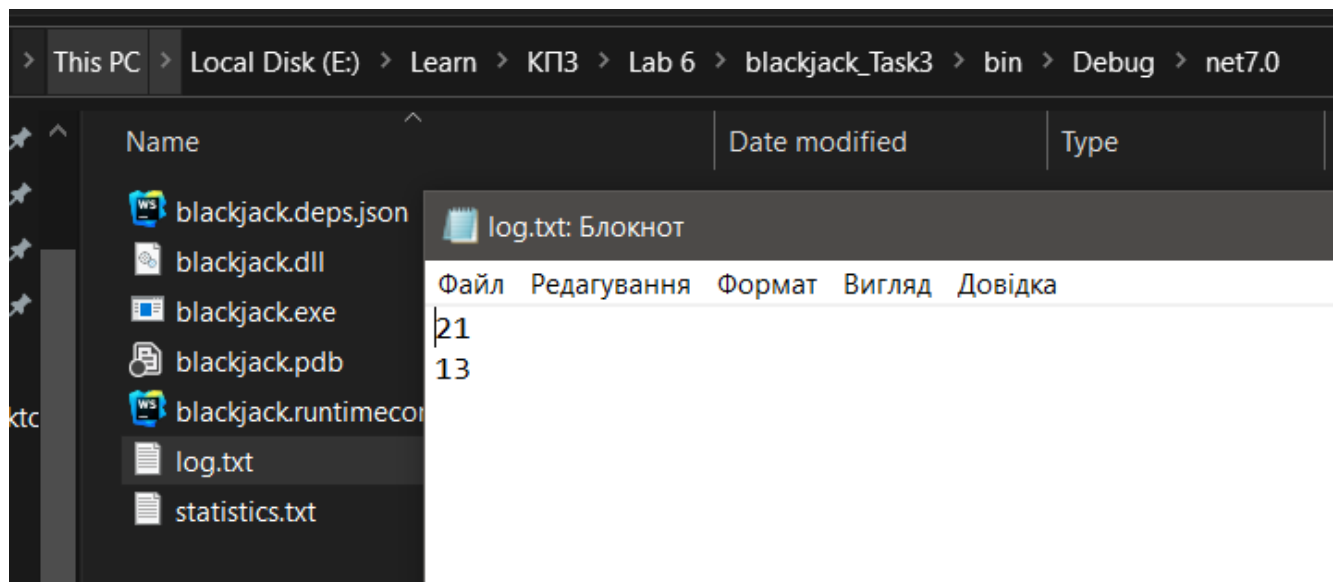 > This PC > Local Disk (E:) > Learn > КПЗ > Lab 6 > blackjack_Task3 > bin > Debug > net7.0
Name Date modified Type
blackjack.deps.json
blackjack.dll
blackjack.exe
blackjack.pdb
blackjack.runtimecor
log.txt
statistics.txt
ktc
log.txt: Блокнот
Файл Редагування Формат Вигляд Довідка
21
13